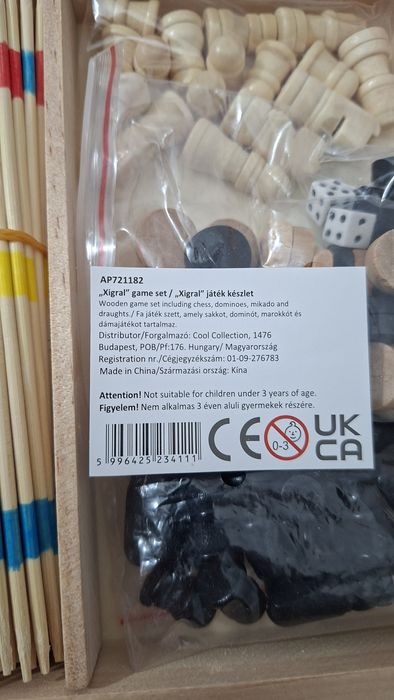 AP721182
„Xigral” game set / „Xigral” játék készlet
Wooden game set including chess, dominoes, mikado and
draughts./ Fa játék szett, amely sakkot, dominót, marokkót és
dámajátékot tartalmaz.
Distributor/Forgalmazó: Cool Collection, 1476
Budapest, POB/Pf:176. Hungary/ Magyarország
Registration nr./Cégjegyzékszám: 01-09-276783
Made in China/Származási ország: Kína
Attention! Not suitable for children under 3 years of age.
Figyelem! Nem alkalmas 3 éven aluli gyermekek részére.
5 996425 234111
CE
0-3
UK
CA